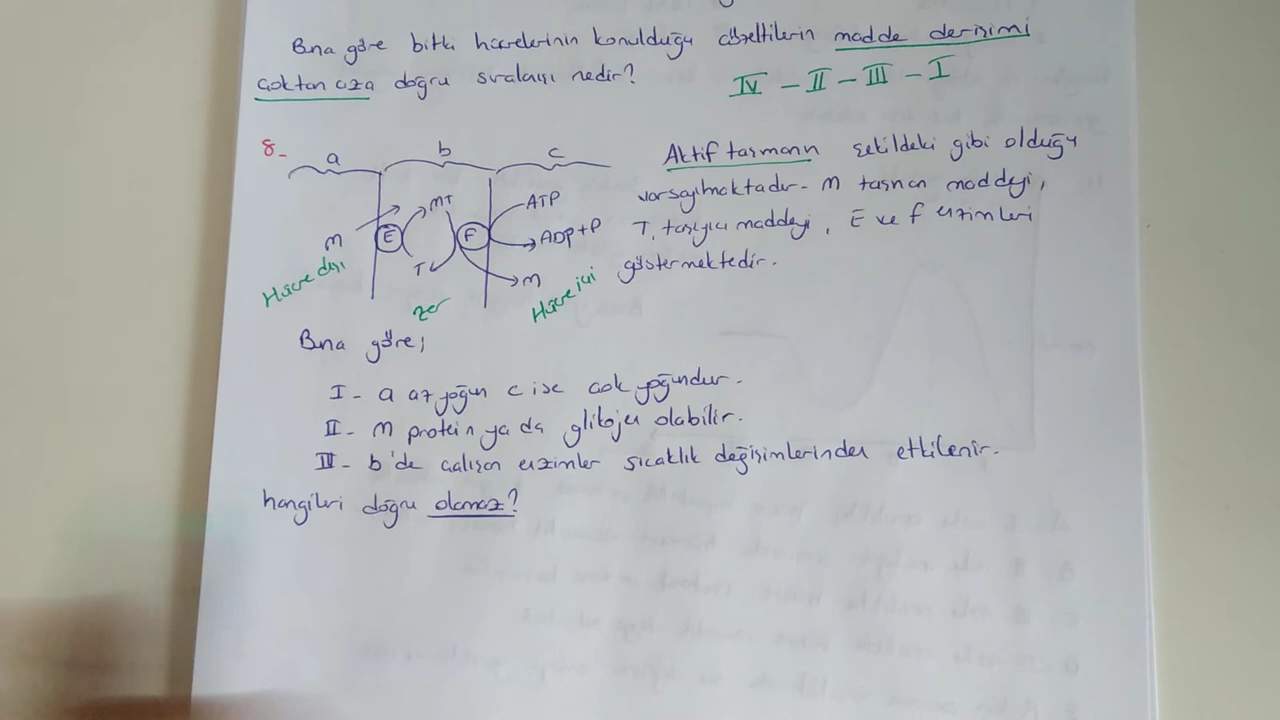 Buna göre bitki hücrelerinin konulduğu çözeltilerin madde derişimi
çoktan aza doğru sıralanışı nedir?
IV - II - III - I
8-
a
b
c
Aktif taşımanın şekildeki gibi olduğu
varsayılmaktadır. M taşınan maddeyi,
T, taşıyıcı maddeyi, E ve F enzimleri
göstermektedir.
M
E
MT
T
F
ATP
ADP+P
M
Hücre dışı
zar
Hücre içi
Buna göre;
I - a az yoğun c ise çok yoğundur.
II - M protein ya da glikojen olabilir.
III - b'de çalışan enzimler sıcaklık değişimlerinden etkilenir.
hangileri doğru olamaz?